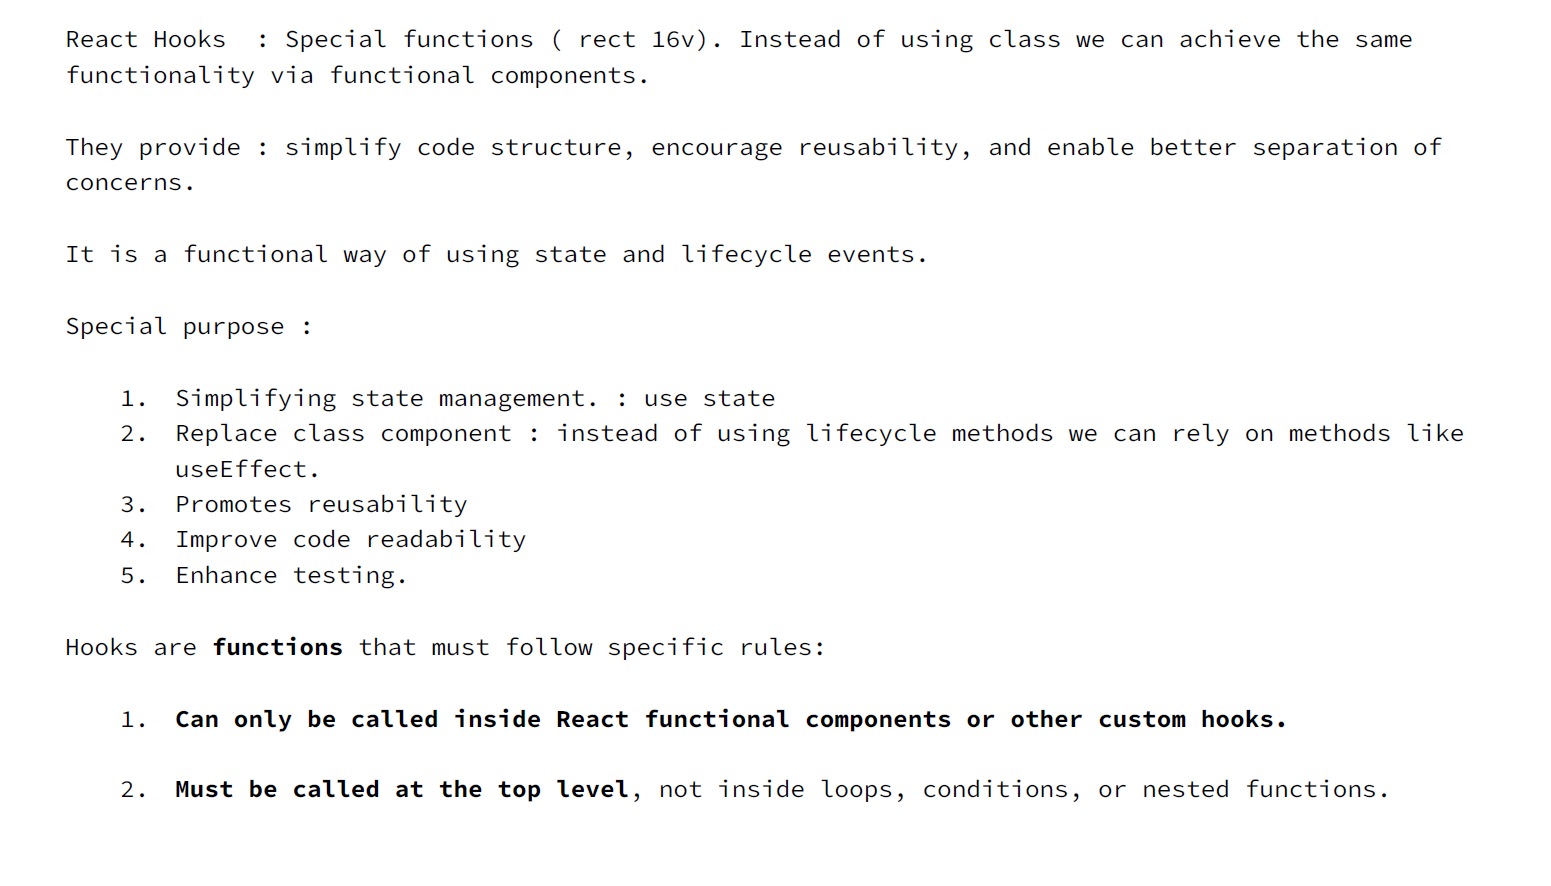 React Hooks  : Special functions ( rect 16v). Instead of using class we can achieve the same
functionality via functional components.
They provide : simplify code structure, encourage reusability, and enable better separation of
concerns.
It is a functional way of using state and lifecycle events.
Special purpose :
1. Simplifying state management. : use state
2. Replace class component : instead of using lifecycle methods we can rely on methods like
useEffect.
3. Promotes reusability
4. Improve code readability
5. Enhance testing.
Hooks are functions that must follow specific rules:
1. Can only be called inside React functional components or other custom hooks.
2. Must be called at the top level, not inside loops, conditions, or nested functions.